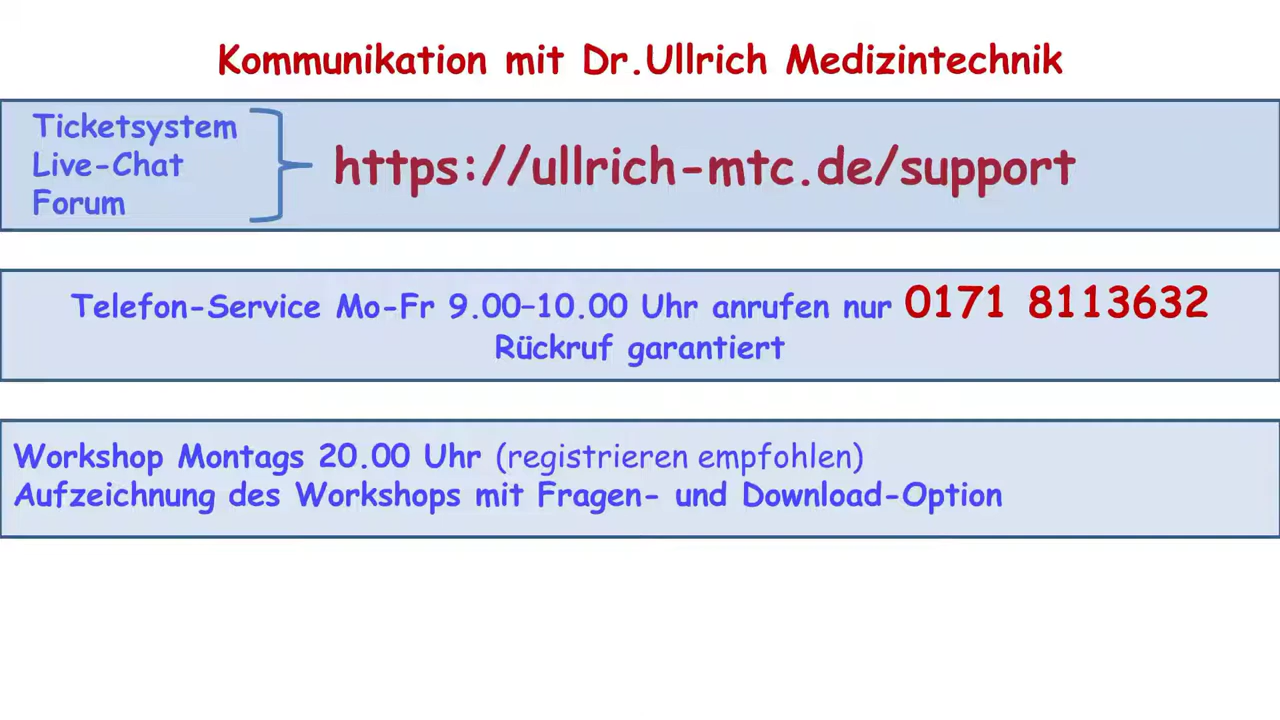 Kommunikation mit Dr.Ullrich Medizintechnik
Ticketsystem
Live-Chat
Forum
https://ullrich-mtc.de/support
Telefon-Service Mo-Fr 9.00–10.00 Uhr anrufen nur 0171 8113632
Rückruf garantiert
Workshop Montags 20.00 Uhr (registrieren empfohlen)
Aufzeichnung des Workshops mit Fragen- und Download-Option